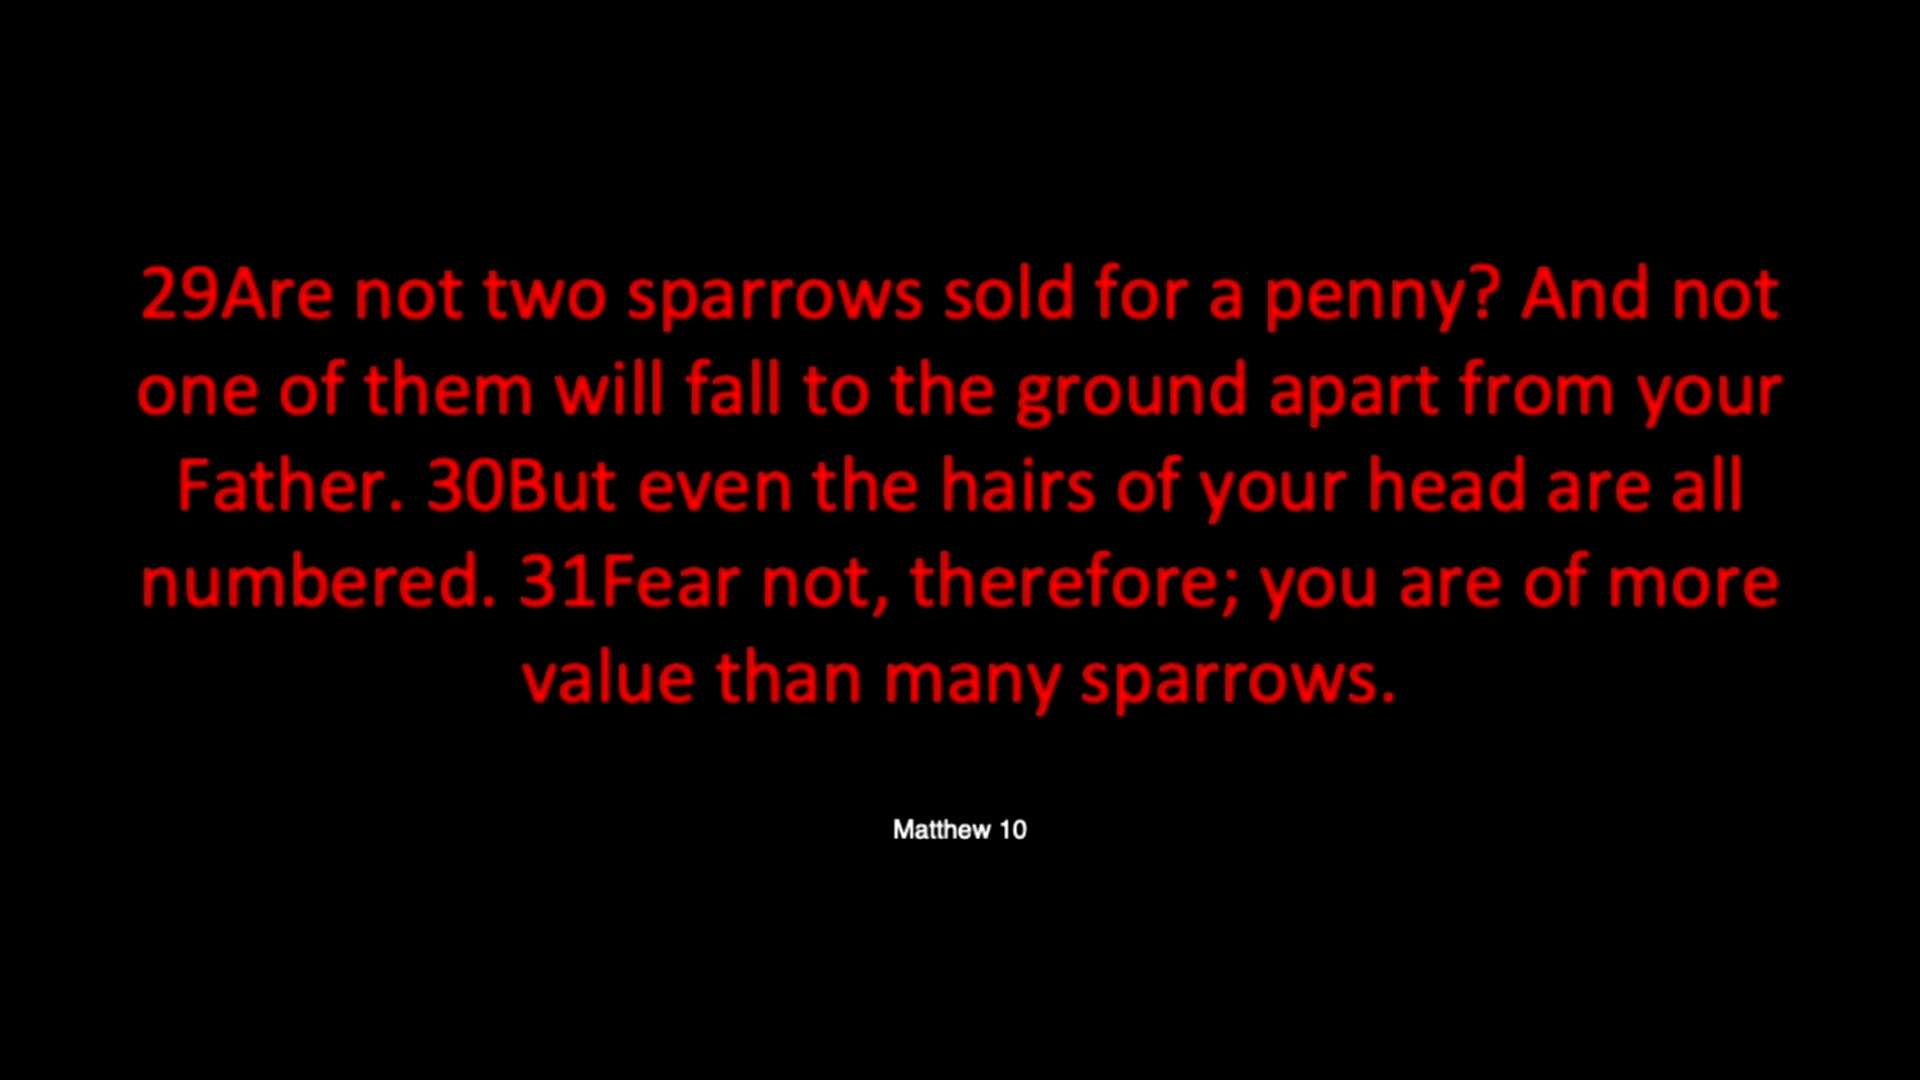 29Are not two sparrows sold for a penny? And not
one of them will fall to the ground apart from your
Father. 30But even the hairs of your head are all
numbered. 31Fear not, therefore; you are of more
value than many sparrows.
Matthew 10